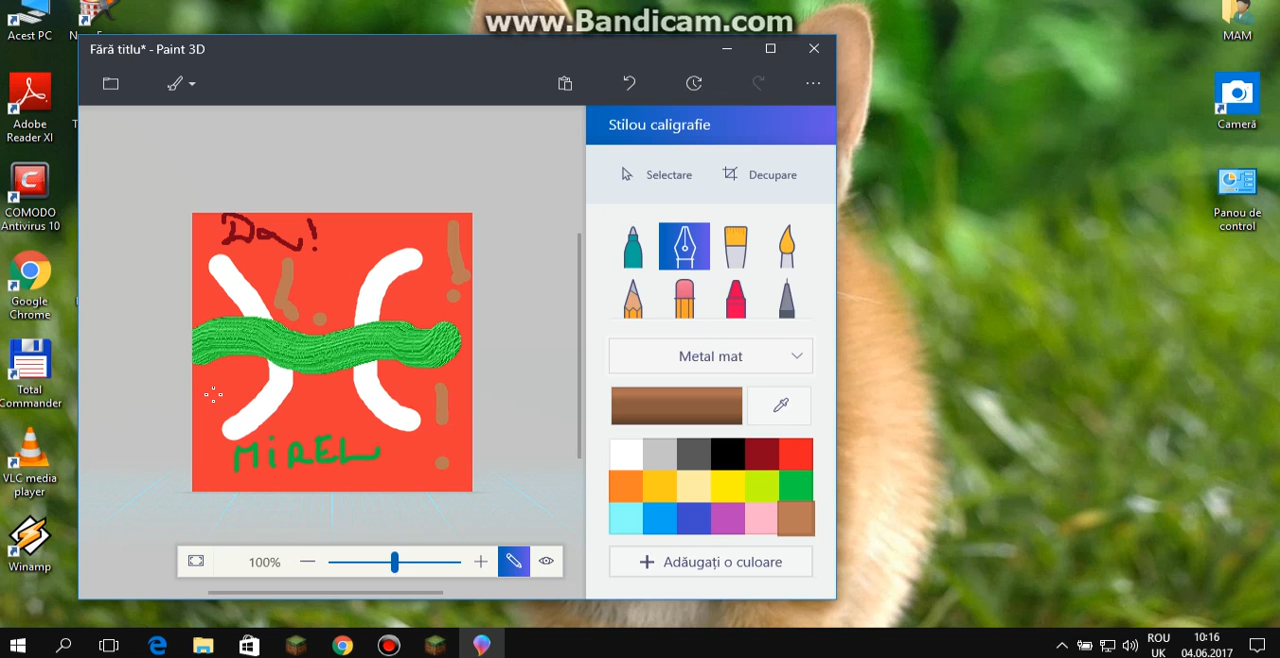 www.Bandicam.com
Acest PC
MAM
Fără titlu* - Paint 3D
Adobe
Reader XI
Cameră
Stilou caligrafie
Selectare
Decupare
COMODO
Antivirus 10
Panou de
control
Da!
Google
Chrome
Metal mat
Total
Commander
MiREL
VLC media
player
100%
Adăugați o culoare
Winamp
ROU
UK
10:16
04.06.2017